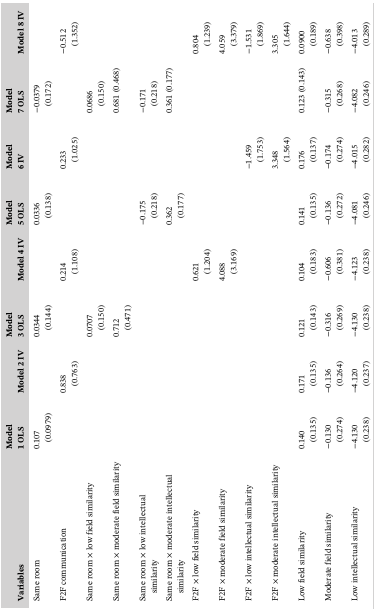 Model Model Model Model
Variables 1 OLS Model 2 IV 3 OLS Model 4 IV 5 OLS 6 IV 7 OLS Model 8 IV
Same room 0.107 0.0344 0.0336 −0.0379
(0.0979) (0.144) (0.138) (0.172)
F2F communication 0.838 0.214 0.233 −0.512
(0.763) (1.108) (1.025) (1.352)
Same room × low field similarity 0.0707 0.0686
(0.150) (0.150)
Same room × moderate field similarity 0.712 0.681 (0.468)
(0.471)
Same room × low intellectual −0.175 −0.171
similarity (0.218) (0.218)
Same room × moderate intellectual 0.362 0.361 (0.177)
similarity (0.177)
F2F × low field similarity 0.621 0.804
(1.204) (1.239)
F2F × moderate field similarity 4.088 4.059
(3.169) (3.379)
F2F × low intellectual similarity −1.459 −1.531
(1.753) (1.869)
F2F × moderate intellectual similarity 3.348 3.305
(1.564) (1.644)
Low field similarity 0.140 0.171 0.121 0.104 0.141 0.176 0.123 (0.143) 0.0900
(0.135) (0.135) (0.143) (0.183) (0.135) (0.137) (0.189)
Moderate field similarity −0.130 −0.136 −0.316 −0.606 −0.136 −0.174 −0.315 −0.638
(0.274) (0.264) (0.269) (0.381) (0.272) (0.274) (0.268) (0.398)
Low intellectual similarity −4.130 −4.120 −4.130 −4.123 −4.081 −4.015 −4.082 −4.013
(0.238) (0.237) (0.238) (0.238) (0.246) (0.282) (0.246) (0.289)